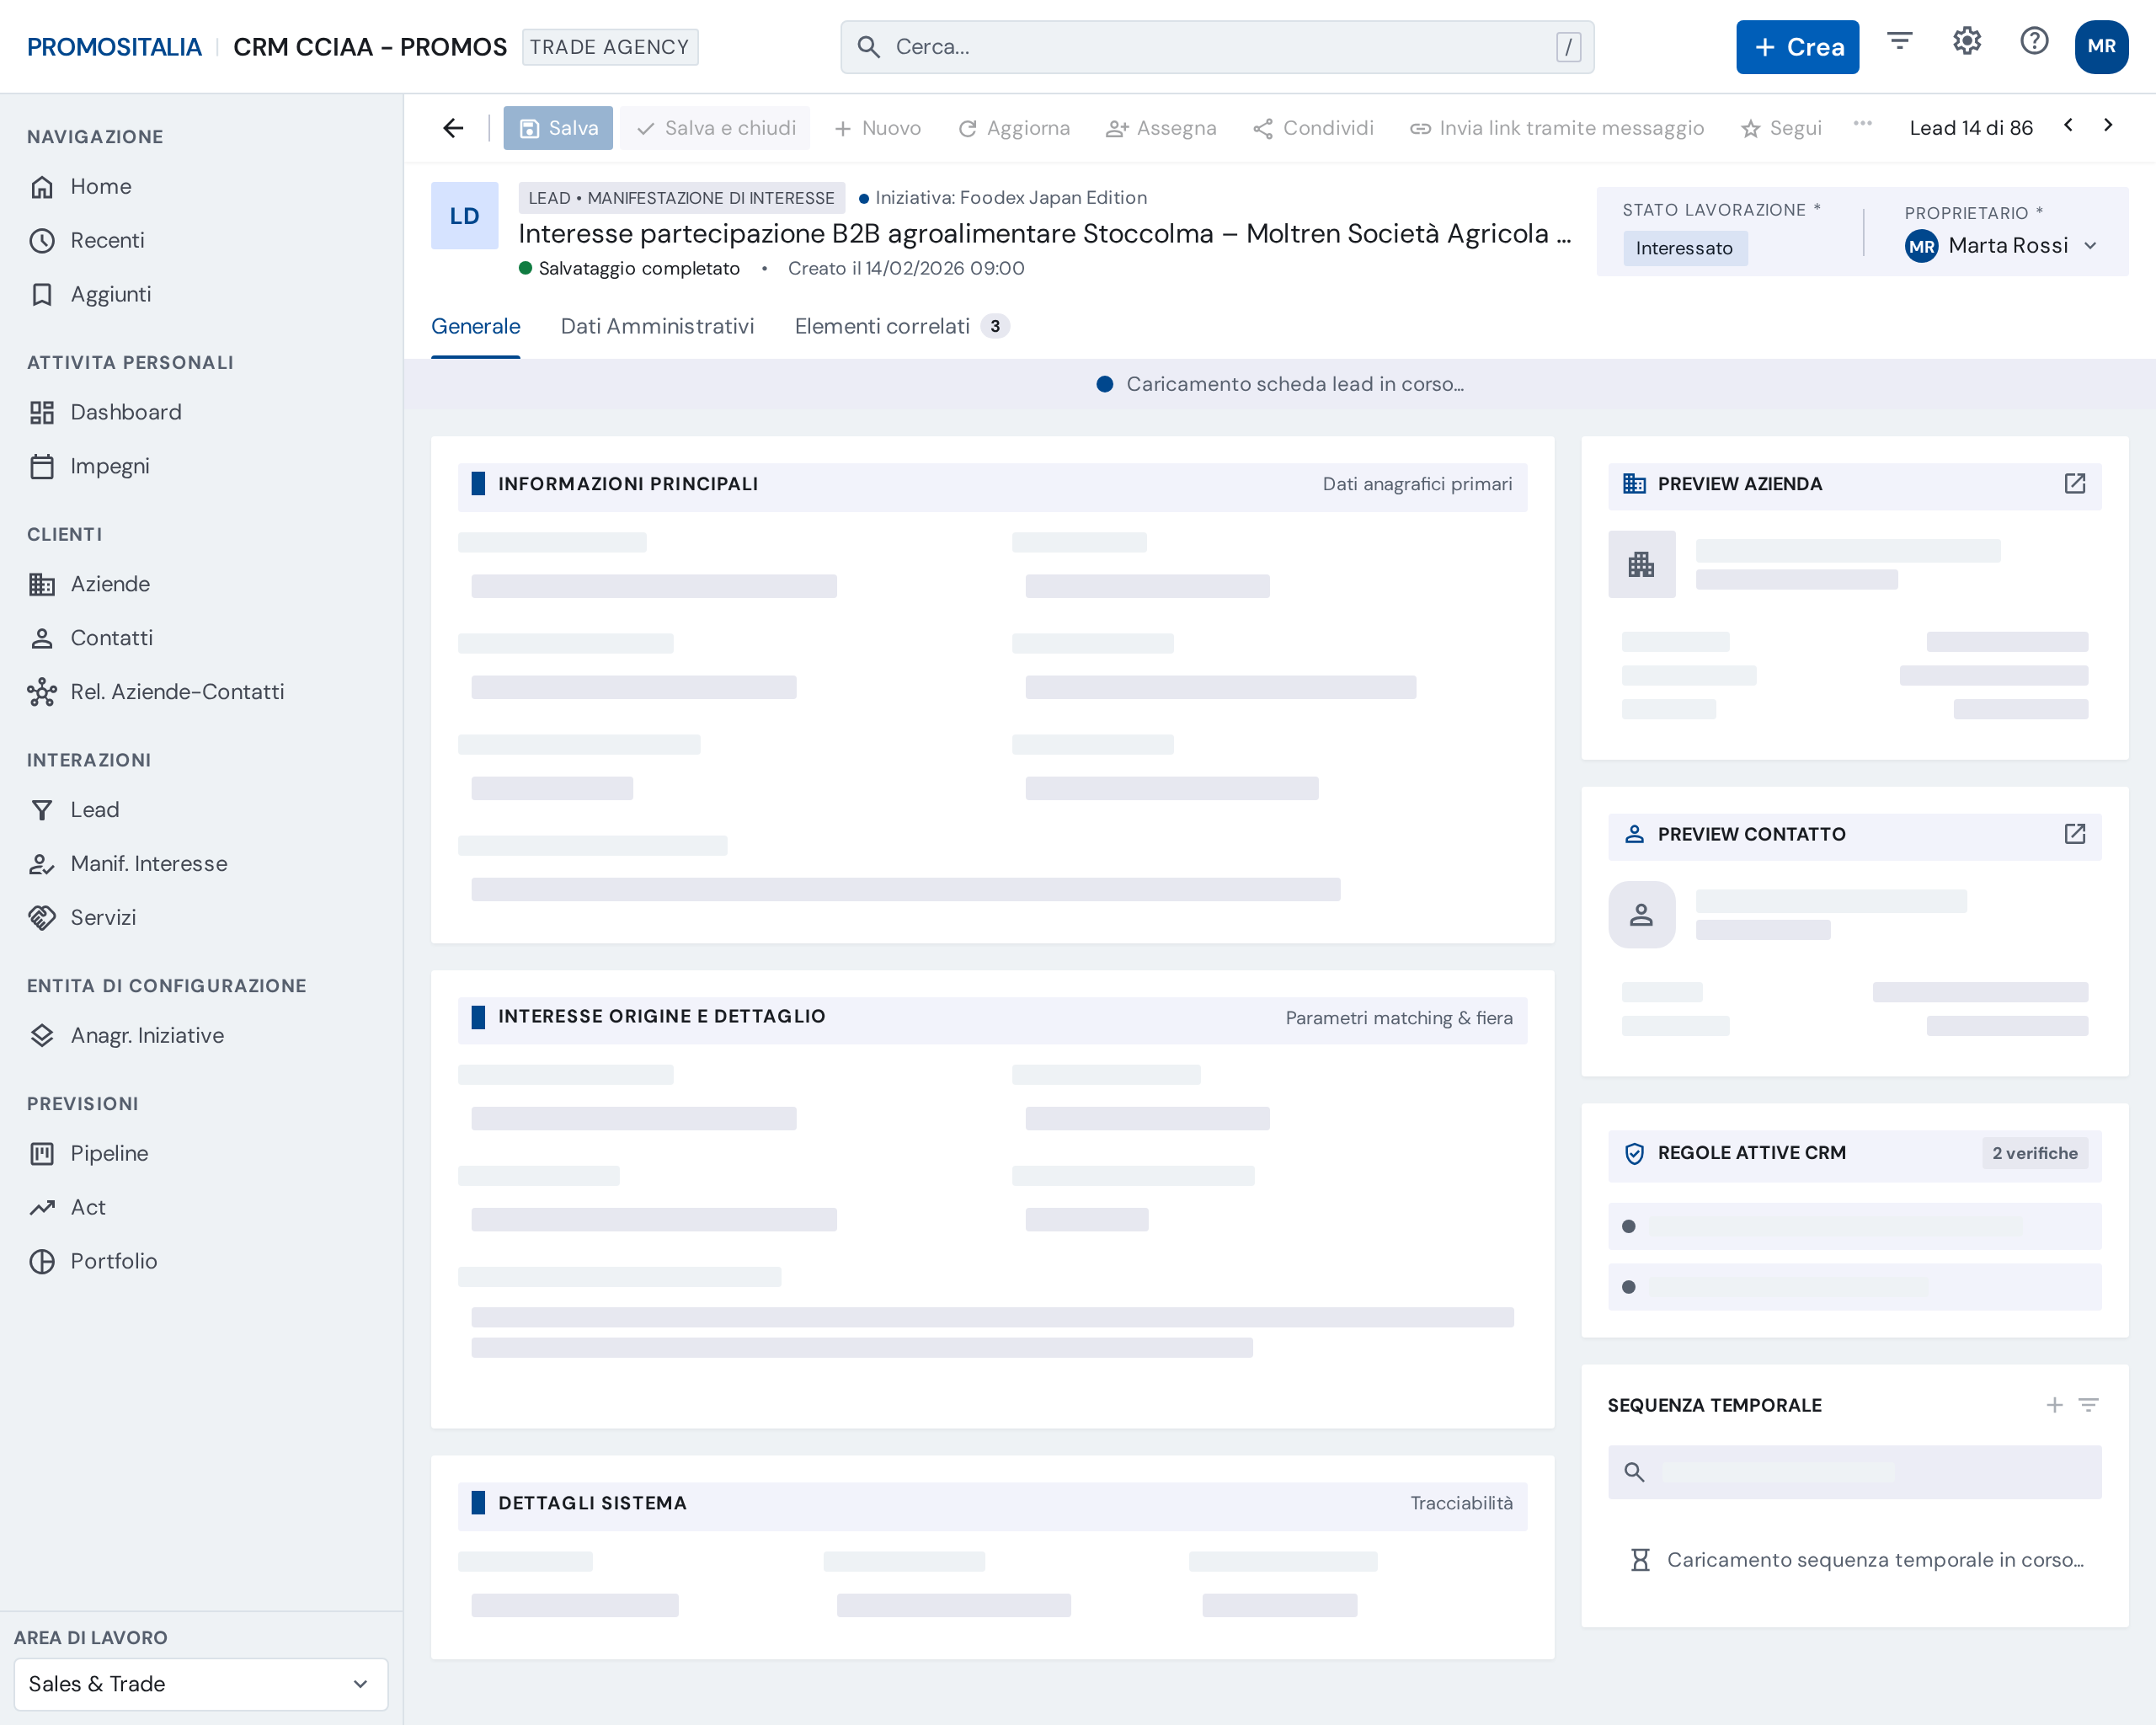 PROMOSITALIA
CRM CCIAA - PROMOS
TRADE AGENCY
Cerca...
/
+ Crea
MR
NAVIGAZIONE
Home
Recenti
Aggiunti
ATTIVITA PERSONALI
Dashboard
Impegni
CLIENTI
Aziende
Contatti
Rel. Aziende-Contatti
INTERAZIONI
Lead
Manif. Interesse
Servizi
ENTITA DI CONFIGURAZIONE
Anagr. Iniziative
PREVISIONI
Pipeline
Act
Portfolio
AREA DI LAVORO
Sales & Trade
Salva
Salva e chiudi
Nuovo
Aggiorna
Assegna
Condividi
Invia link tramite messaggio
Segui
Lead 14 di 86
LD
LEAD • MANIFESTAZIONE DI INTERESSE
Iniziativa: Foodex Japan Edition
Interesse partecipazione B2B agroalimentare Stoccolma – Moltren Società Agricola ...
Salvataggio completato • Creato il 14/02/2026 09:00
STATO LAVORAZIONE *
Interessato
PROPRIETARIO *
MR Marta Rossi
Generale
Dati Amministrativi
Elementi correlati 3
Caricamento scheda lead in corso...
INFORMAZIONI PRINCIPALI
Dati anagrafici primari
INTERESSE ORIGINE E DETTAGLIO
Parametri matching & fiera
DETTAGLI SISTEMA
Tracciabilità
PREVIEW AZIENDA
PREVIEW CONTATTO
REGOLE ATTIVE CRM
2 verifiche
SEQUENZA TEMPORALE
Caricamento sequenza temporale in corso...